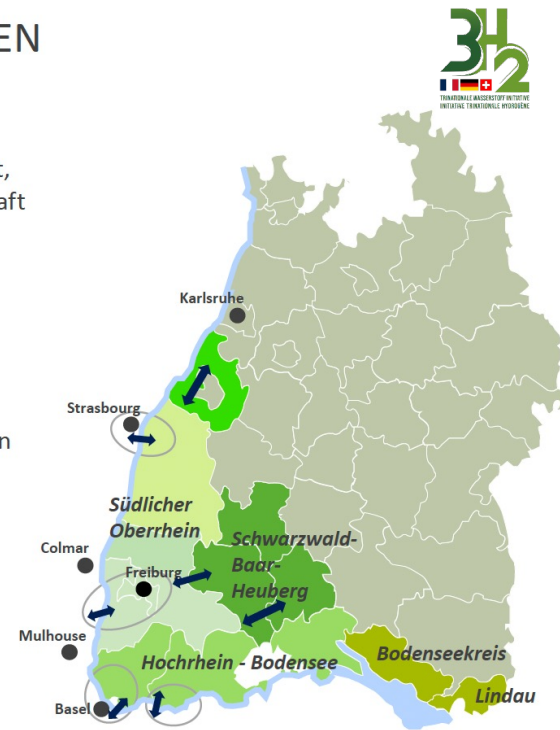 EN
3H2
TRINATIONALE WASSERSTOFF INITIATIVE
INITIATIVE TRINATIONALE HYDROGÈNE
t,
aft
Karlsruhe
Strasbourg
n
Südlicher
Oberrhein
Schwarzwald-
Baar-
Heuberg
Colmar
Freiburg
Mulhouse
Hochrhein - Bodensee
Bodenseekreis
Lindau
Basel